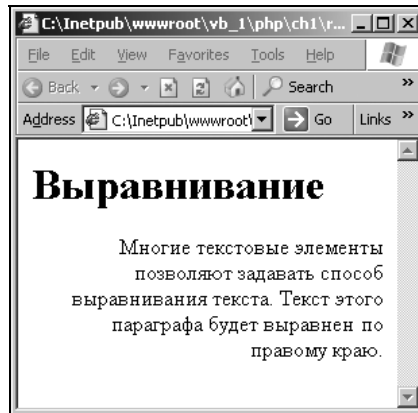 C:\Inetpub\wwwroot\vb_1\php\ch1\r...
File Edit View Favorites Tools Help
Back Search »
Address C:\Inetpub\wwwroot\ Go Links »
Выравнивание
Многие текстовые элементы
позволяют задавать способ
выравнивания текста. Текст этого
параграфа будет выравнен по
правому краю.